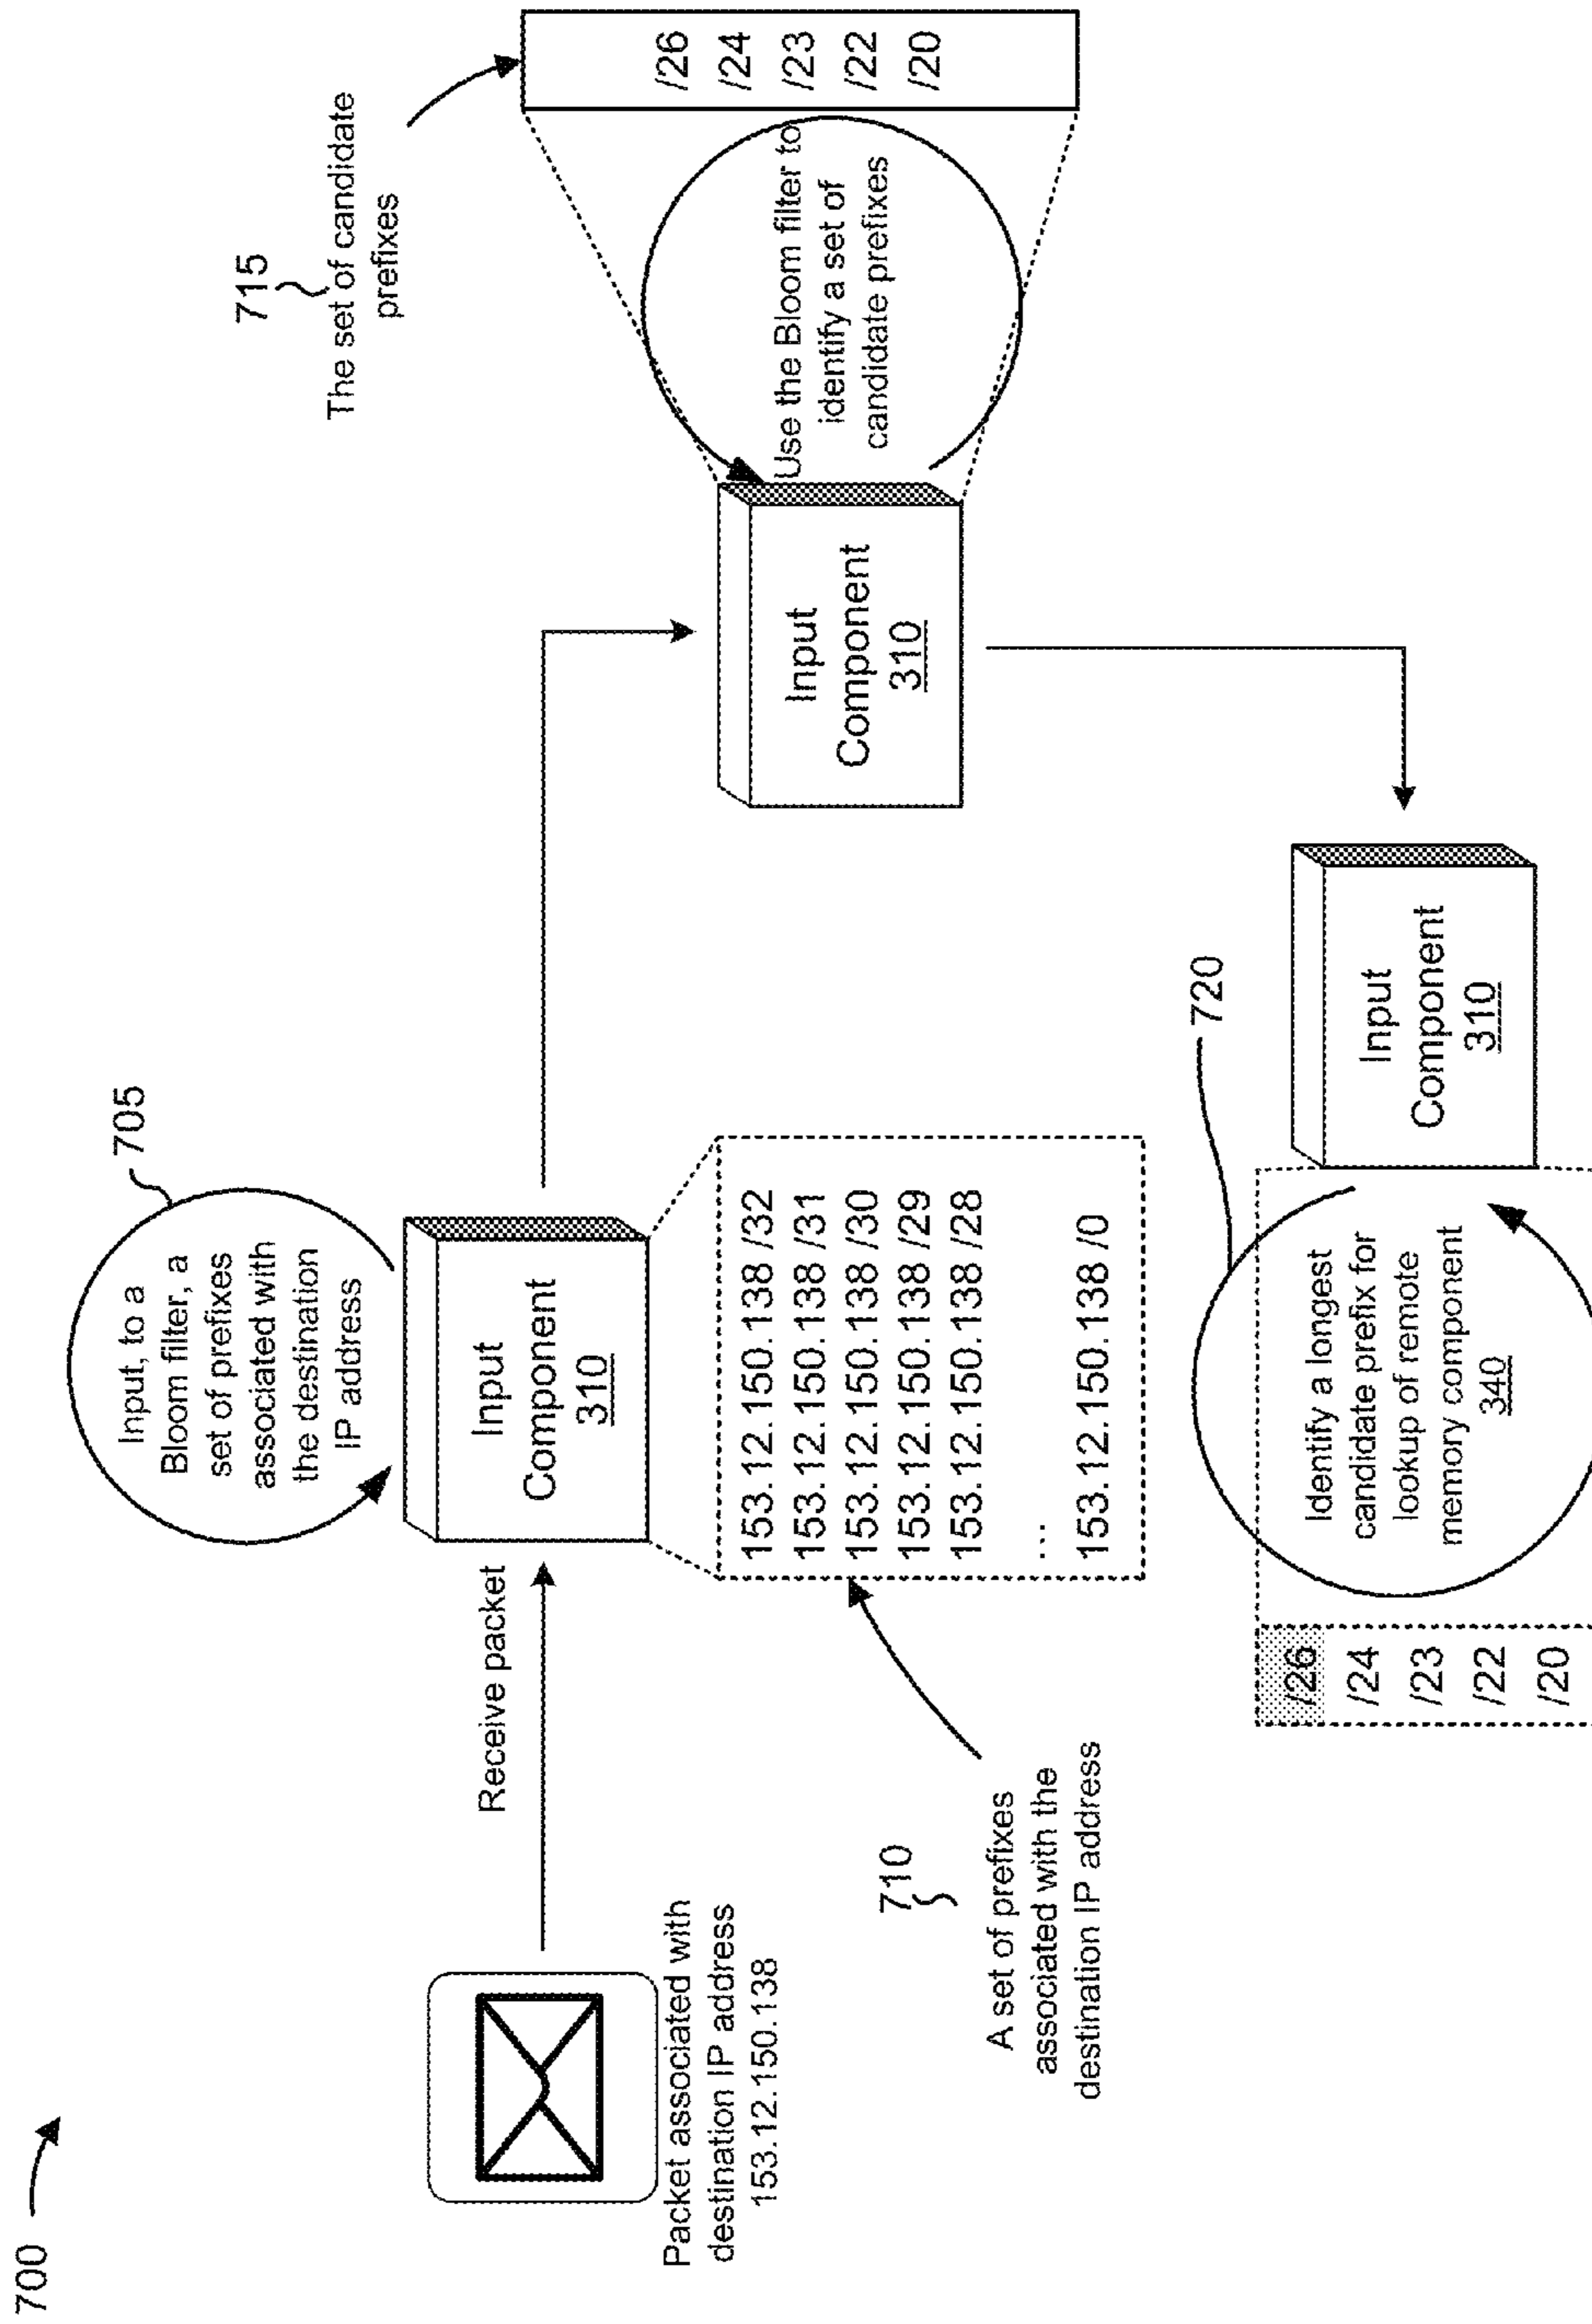 700
705
Input, to a
Bloom filter, a
set of prefixes
associated with
the destination
IP address
Receive packet
Input
Component
310
Packet associated with
destination IP address
153.12.150.138
153.12.150.138 /32
153.12.150.138 /31
153.12.150.138 /30
153.12.150.138 /29
153.12.150.138 /28
...
153.12.150.138 /0
710
A set of prefixes
associated with the
destination IP address
715
The set of candidate
prefixes
Input
Component
310
Use the Bloom filter to
identify a set of
candidate prefixes
/26
/24
/23
/22
/20
720
/26
/24
/23
/22
/20
Identify a longest
candidate prefix for
lookup of remote
memory component
340
Input
Component
310